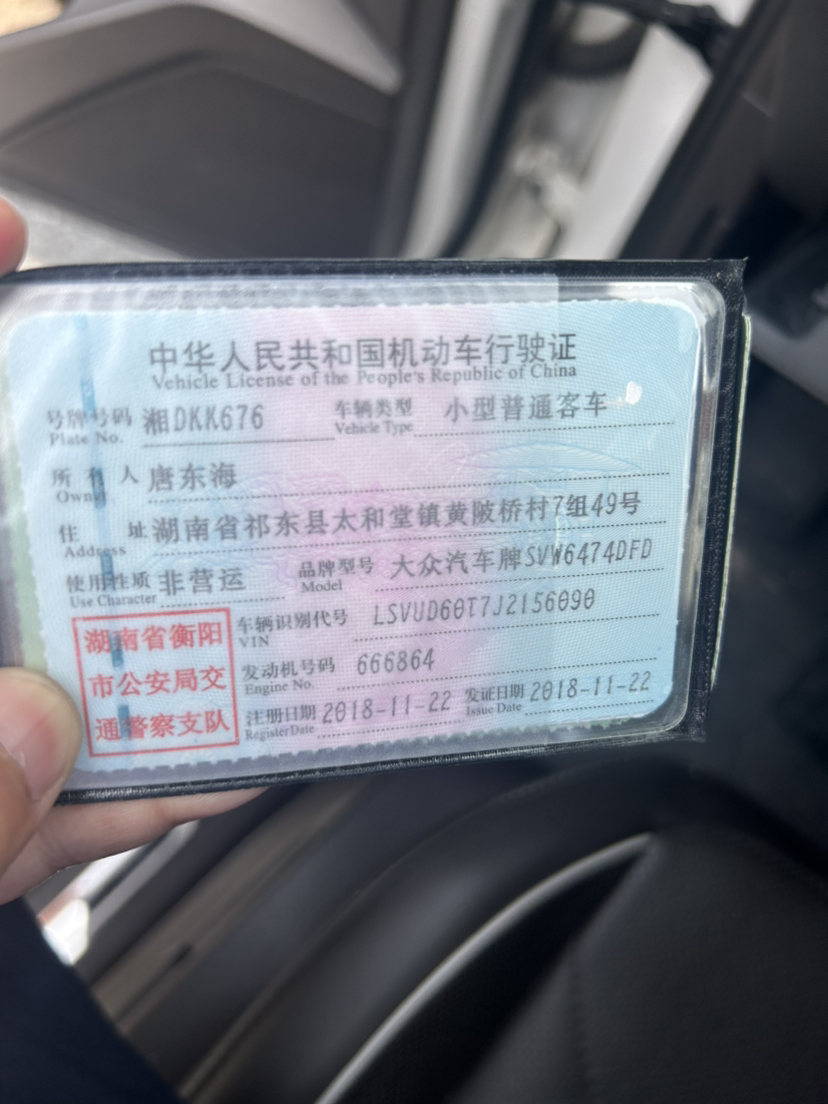 中华人民共和国机动车行驶证
Vehicle License of the People's Republic of China
号牌号码 湘DKK676 车辆类型 小型普通客车
Plate No. Vehicle Type
所有人 唐东海
Owner
住址 湖南省祁东县太和堂镇黄陂桥村7组49号
Address
使用性质 非营运 品牌型号 大众汽车牌SVW6474DFD
Use Character Model
湖南省衡阳
市公安局交
通警察支队
车辆识别代号 LSVUD60T7J2156090
VIN
发动机号码 666864
Engine No.
注册日期 2018-11-22 发证日期 2018-11-22
Register Date Issue Date